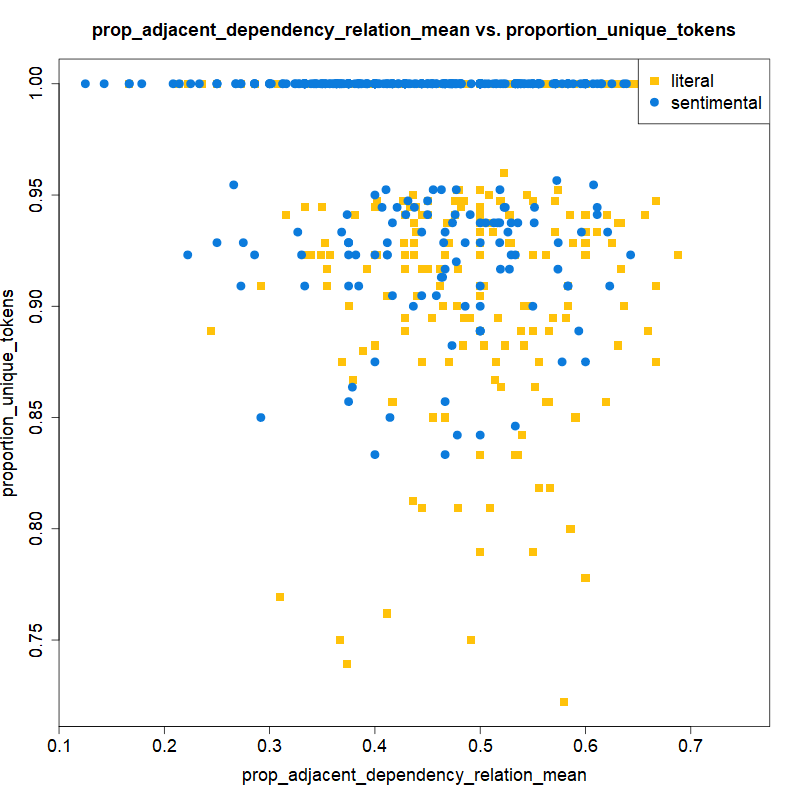 prop_adjacent_dependency_relation_mean vs. proportion_unique_tokens
literal
sentimental
1.00
0.95
0.90
0.85
0.80
0.75
proportion_unique_tokens
0.1 0.2 0.3 0.4 0.5 0.6 0.7
prop_adjacent_dependency_relation_mean